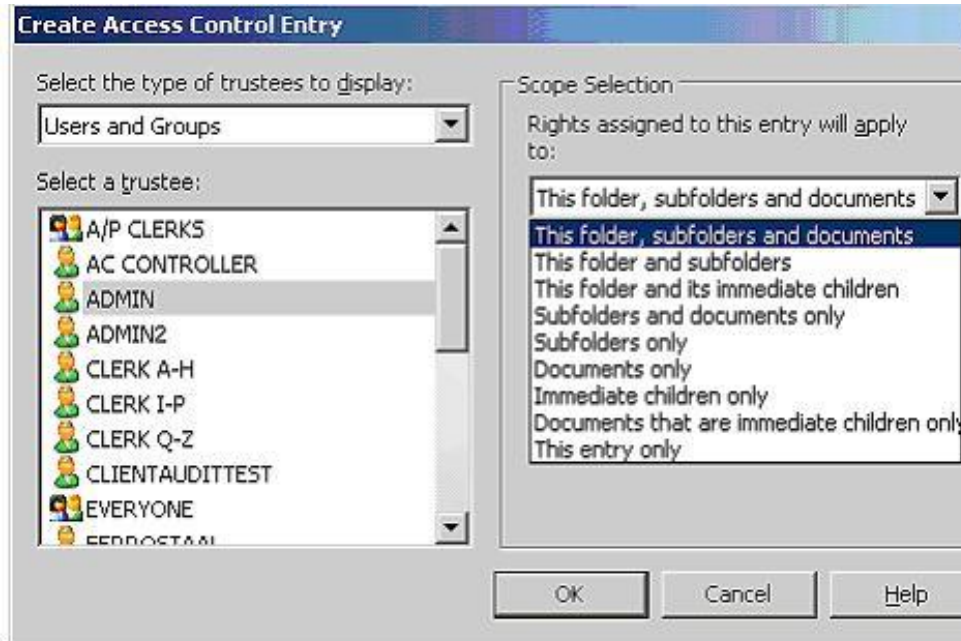 Create Access Control Entry
Select the type of trustees to display:
Users and Groups
Select a trustee:
A/P CLERKS
AC CONTROLLER
ADMIN
ADMIN2
CLERK A-H
CLERK I-P
CLERK Q-Z
CLIENTAUDITTEST
EVERYONE
Scope Selection
Rights assigned to this entry will apply
to:
This folder, subfolders and documents
This folder, subfolders and documents
This folder and subfolders
This folder and its immediate children
Subfolders and documents only
Subfolders only
Documents only
Immediate children only
Documents that are immediate children only
This entry only
OK
Cancel
Help